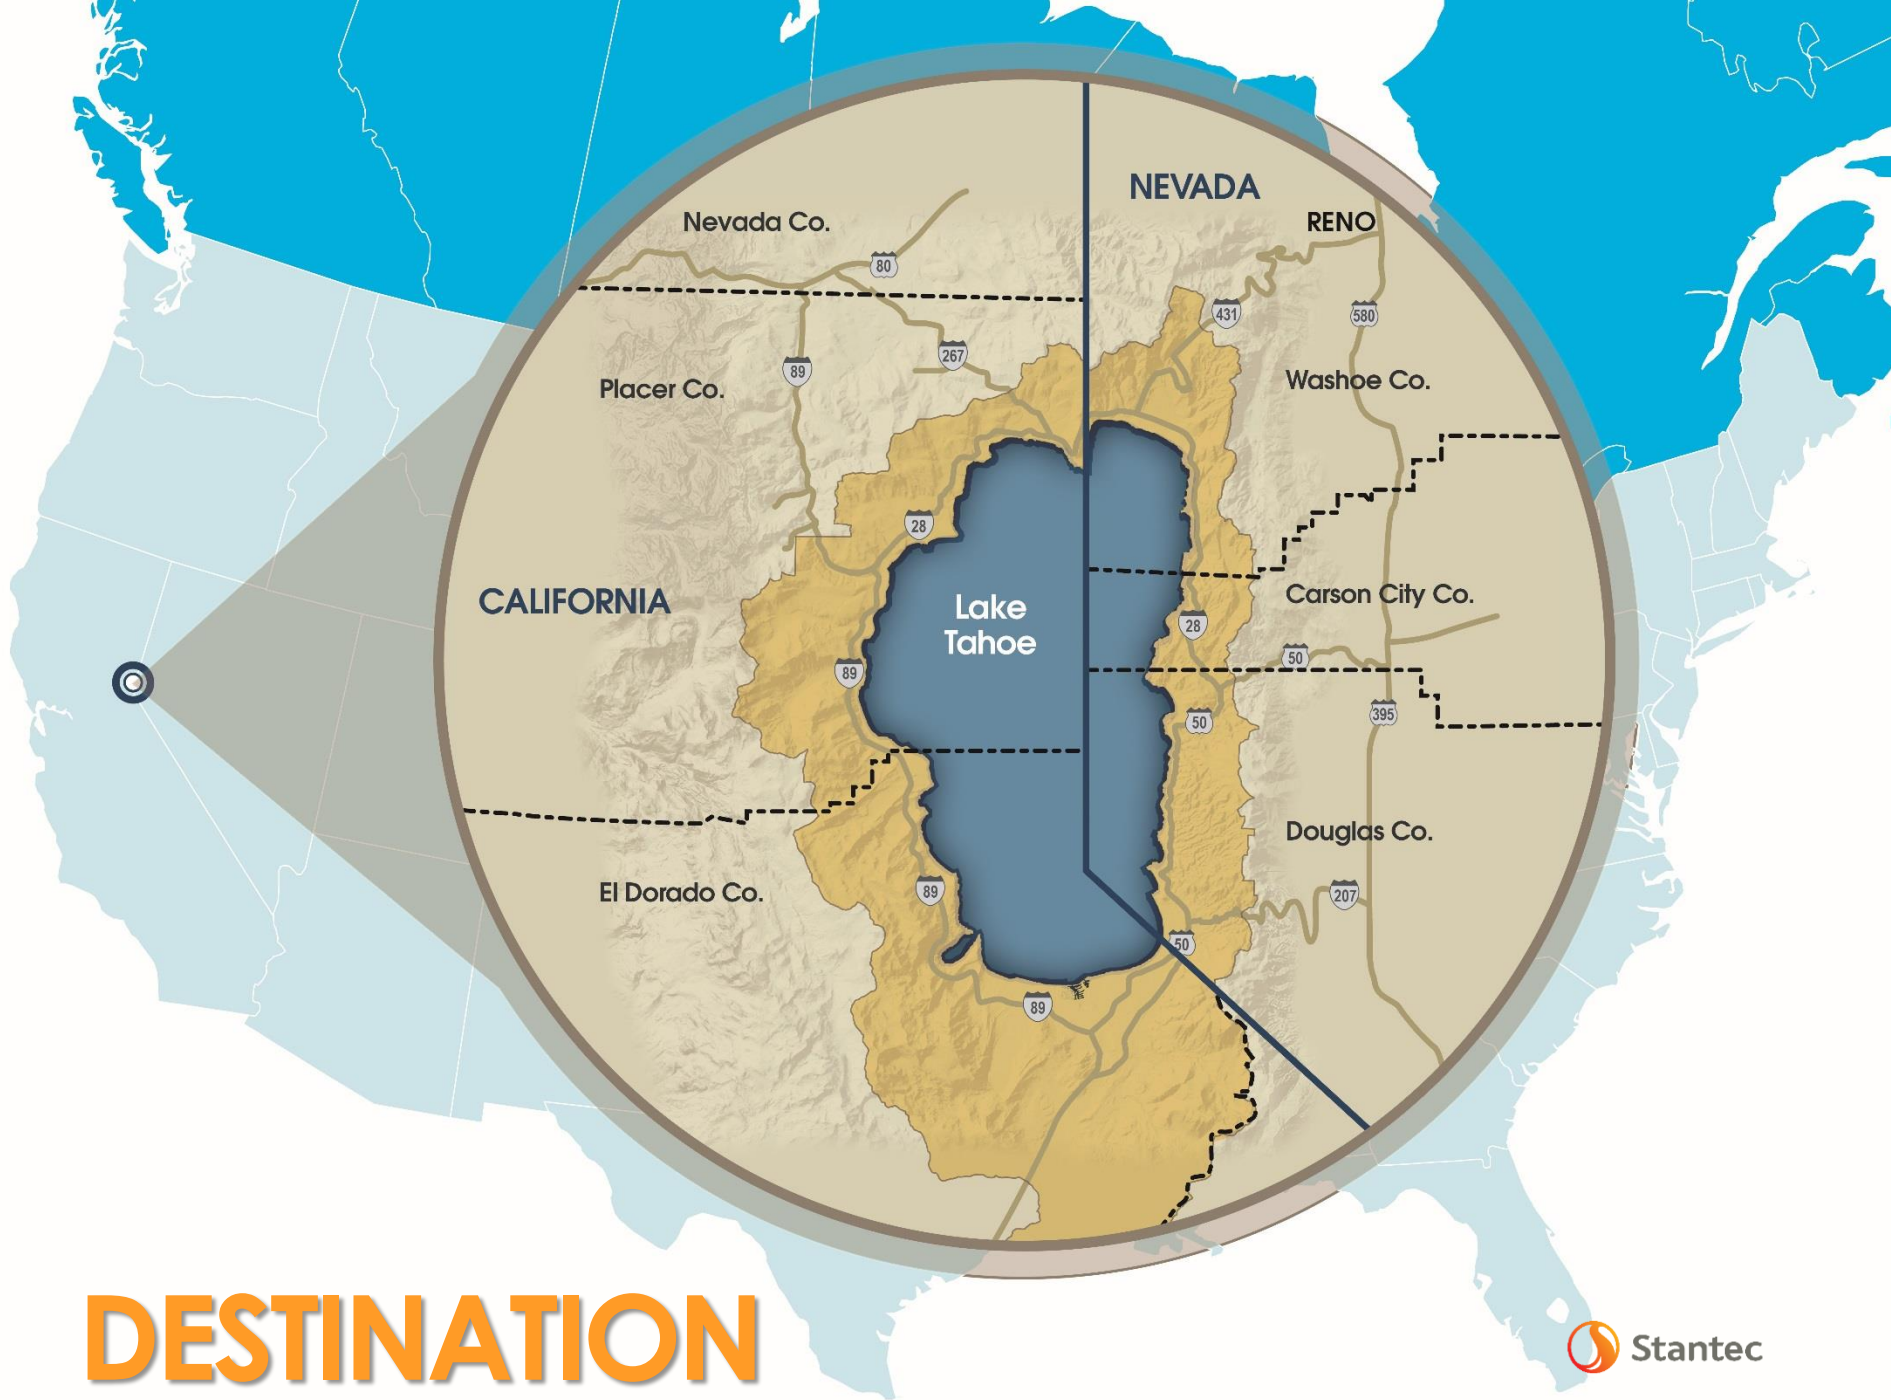 NEVADA
Nevada Co.
RENO
80
431
580
267
89
Placer Co.
Washoe Co.
28
CALIFORNIA
Lake
Tahoe
Carson City Co.
28
50
89
50
395
Douglas Co.
El Dorado Co.
89
207
50
89
DESTINATION
Stantec